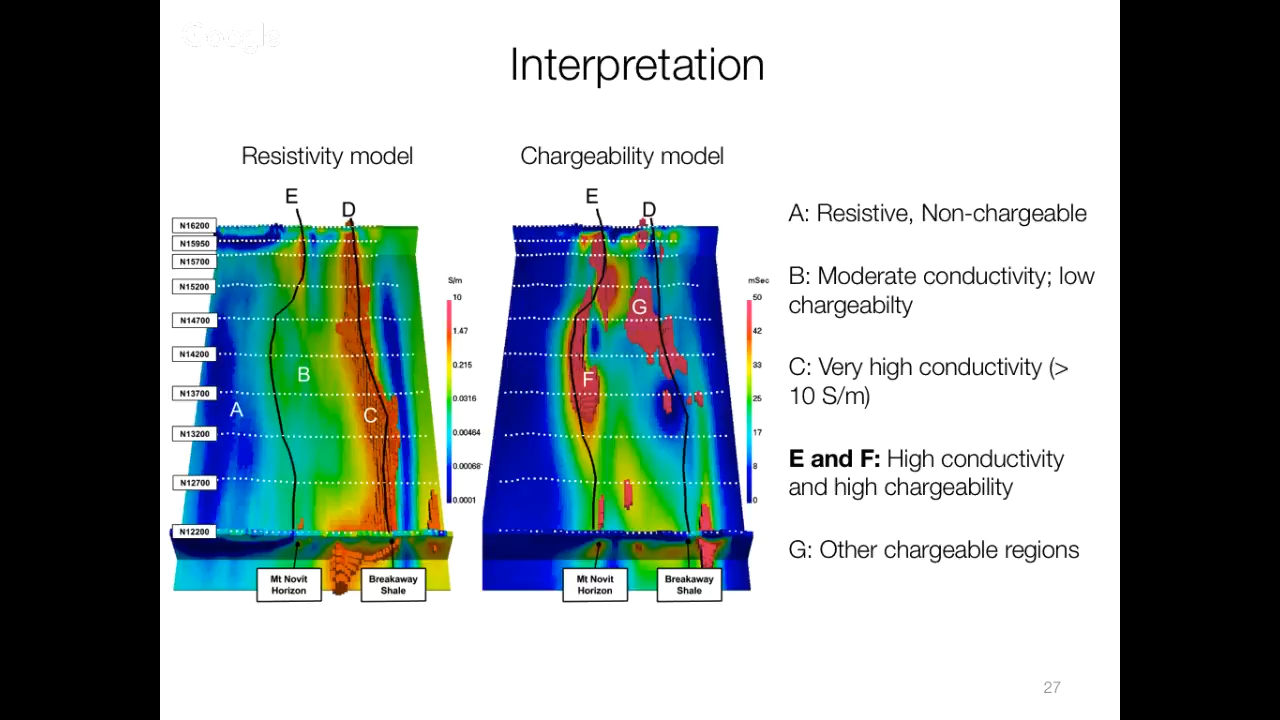 Google
Interpretation
Resistivity model
Chargeability model
E
D
E
D
N16200
N15950
N15700
N15200
N14700
N14200
N13700
N13200
N12700
N12200
A
B
C
S/m
10
1.47
0.215
0.0316
0.00464
0.00068
0.0001
Mt Novit
Horizon
Breakaway
Shale
G
F
mSec
50
42
33
25
17
8
0
Mt Novit
Horizon
Breakaway
Shale
A: Resistive, Non-chargeable
B: Moderate conductivity; low
chargeabilty
C: Very high conductivity (>
10 S/m)
E and F: High conductivity
and high chargeability
G: Other chargeable regions
27